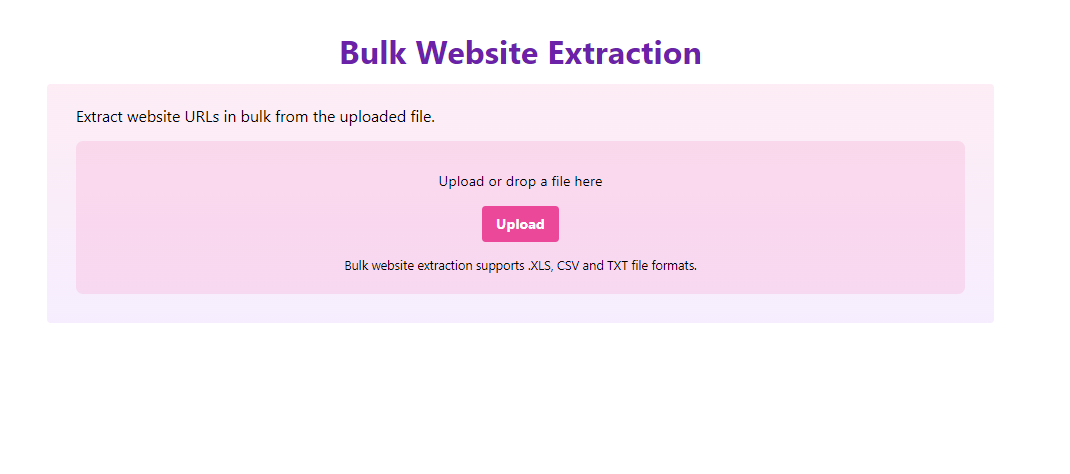 Bulk Website Extraction
Extract website URLs in bulk from the uploaded file.
Upload or drop a file here
Upload
Bulk website extraction supports .XLS, CSV and TXT file formats.